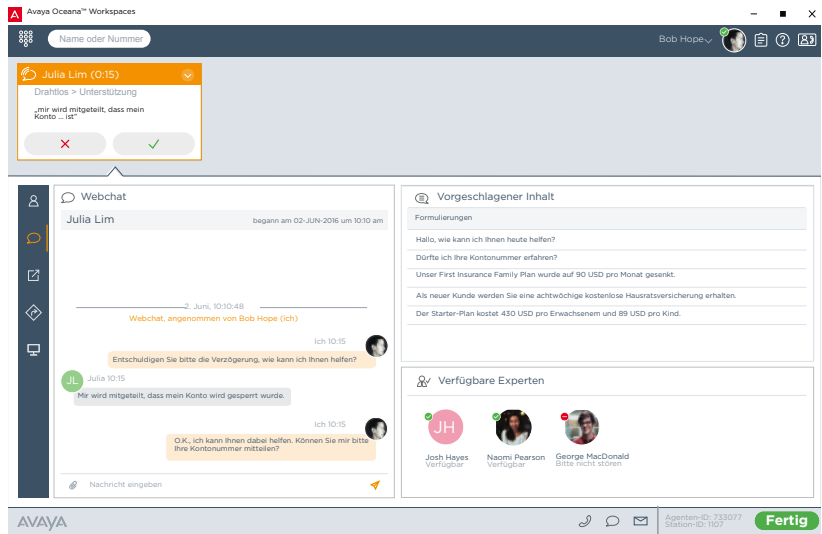 Avaya Oceana™ Workspaces
Name oder Nummer
Bob Hope
Julia Lim (0:15)
Drahtlos > Unterstützung
„mir wird mitgeteilt, dass mein
Konto ... ist“
Webchat
Julia Lim
begann am 02-JUN-2016 um 10:10 am
2. Juni, 10:10:48
Webchat, angenommen von Bob Hope (ich)
Ich 10:15
Entschuldigen Sie bitte die Verzögerung, wie kann ich Ihnen helfen?
JL
Julia 10:15
Mir wird mitgeteilt, dass mein Konto wird gesperrt wurde.
Ich 10:15
O.K., ich kann Ihnen dabei helfen. Können Sie mir bitte
Ihre Kontonummer mitteilen?
Nachricht eingeben
Vorgeschlagener Inhalt
Formulierungen
Hallo, wie kann ich Ihnen heute helfen?
Dürfte ich Ihre Kontonummer erfahren?
Unser First Insurance Family Plan wurde auf 90 USD pro Monat gesenkt.
Als neuer Kunde werden Sie eine achtwöchige kostenlose Hausratsversicherung erhalten.
Der Starter-Plan kostet 430 USD pro Erwachsenem und 89 USD pro Kind.
Verfügbare Experten
JH
Josh Hayes
Verfügbar
Naomi Pearson
Verfügbar
George MacDonald
Bitte nicht stören
AVAYA
Agenten-ID: 733077
Station-ID: 1107
Fertig